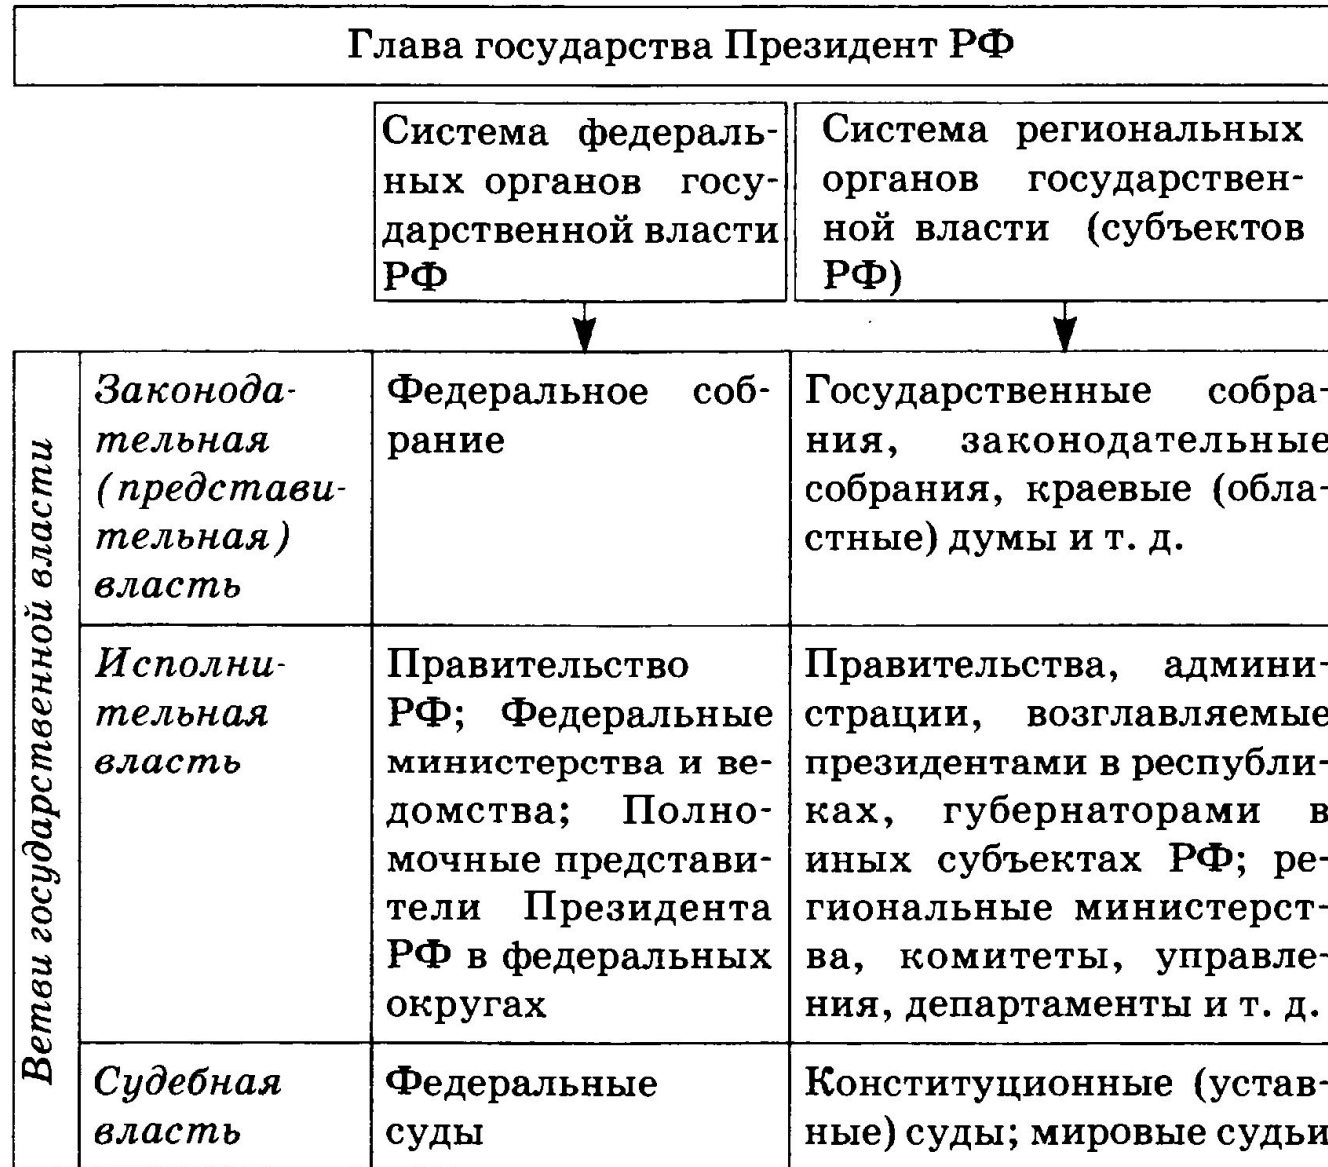 Глава государства Президент РФ
Система федераль-
ных органов госу-
дарственной власти
РФ
Система региональных
органов государствен-
ной власти (субъектов
РФ)
Ветви государственной власти
Законода-
тельная
(представи-
тельная)
власть
Федеральное соб-
рание
Государственные собра-
ния, законодательные
собрания, краевые (обла-
стные) думы и т. д.
Исполни-
тельная
власть
Правительство
РФ; Федеральные
министерства и ве-
домства; Полно-
мочные представи-
тели Президента
РФ в федеральных
округах
Правительства, админи-
страции, возглавляемые
президентами в республи-
ках, губернаторами в
иных субъектах РФ; ре-
гиональные министерст-
ва, комитеты, управле-
ния, департаменты и т. д.
Судебная
власть
Федеральные
суды
Конституционные (устав-
ные) суды; мировые судьи